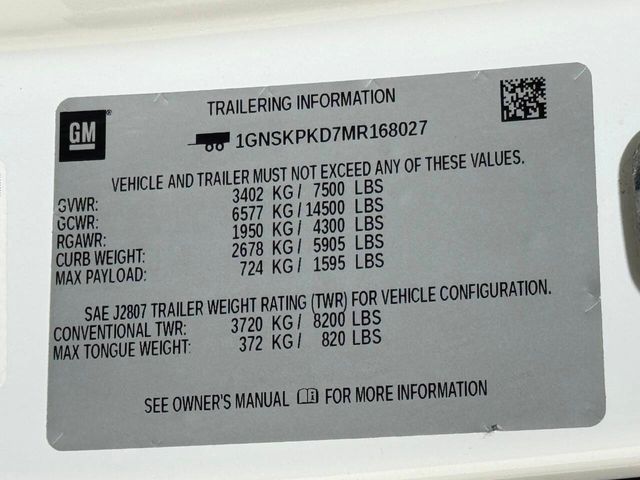 GM
TRAILERING INFORMATION
1GNSKPKD7MR168027
VEHICLE AND TRAILER MUST NOT EXCEED ANY OF THESE VALUES.
GVWR: 3402 KG/ 7500 LBS
GCWR: 6577 KG/14500 LBS
RGAWR: 1950 KG/ 4300 LBS
CURB WEIGHT: 2678 KG/ 5905 LBS
MAX PAYLOAD: 724 KG/ 1595 LBS
SAE J2807 TRAILER WEIGHT RATING (TWR) FOR VEHICLE CONFIGURATION.
CONVENTIONAL TWR: 3720 KG/ 8200 LBS
MAX TONGUE WEIGHT: 372 KG/ 820 LBS
SEE OWNER'S MANUAL FOR MORE INFORMATION